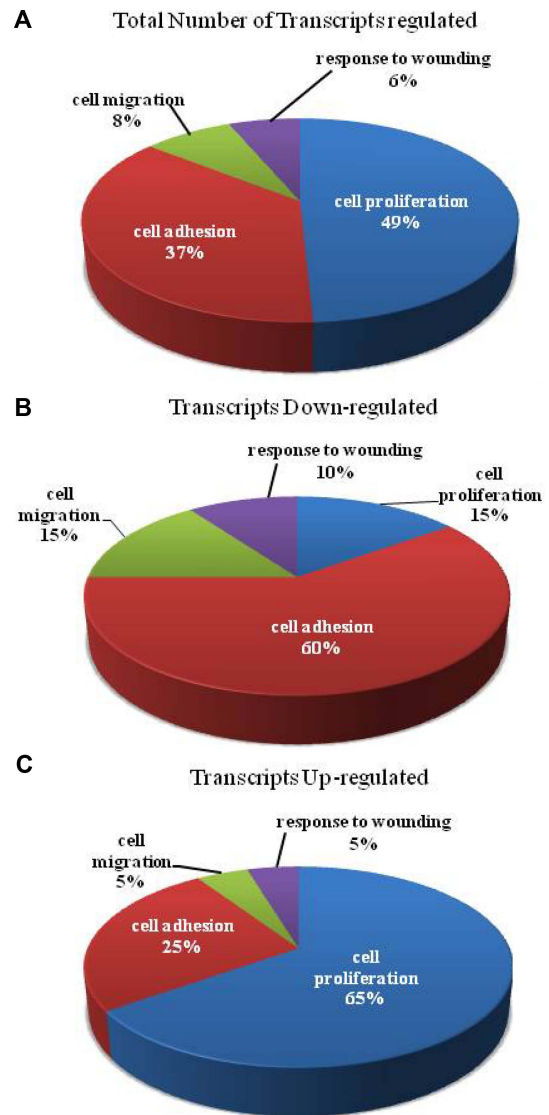 A
Total Number of Transcripts regulated
response to wounding
6%
cell migration
8%
cell proliferation
49%
cell adhesion
37%
B
Transcripts Down-regulated
response to wounding
10%
cell
proliferation
15%
cell
migration
15%
cell adhesion
60%
C
Transcripts Up-regulated
response to wounding
5%
cell
migration
5%
cell adhesion
25%
cell
proliferation
65%